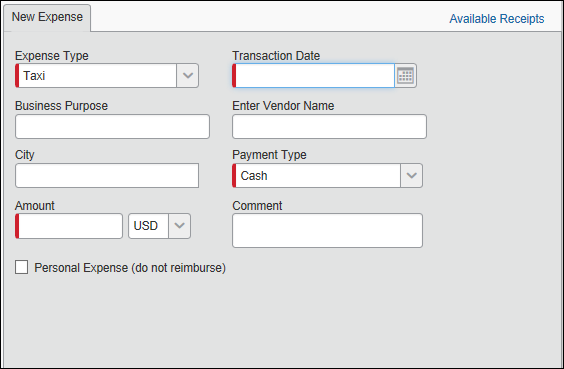 New Expense
Available Receipts
Expense Type
Transaction Date
Taxi
Business Purpose
Enter Vendor Name
City
Payment Type
Cash
Amount
Comment
USD
Personal Expense (do not reimburse)